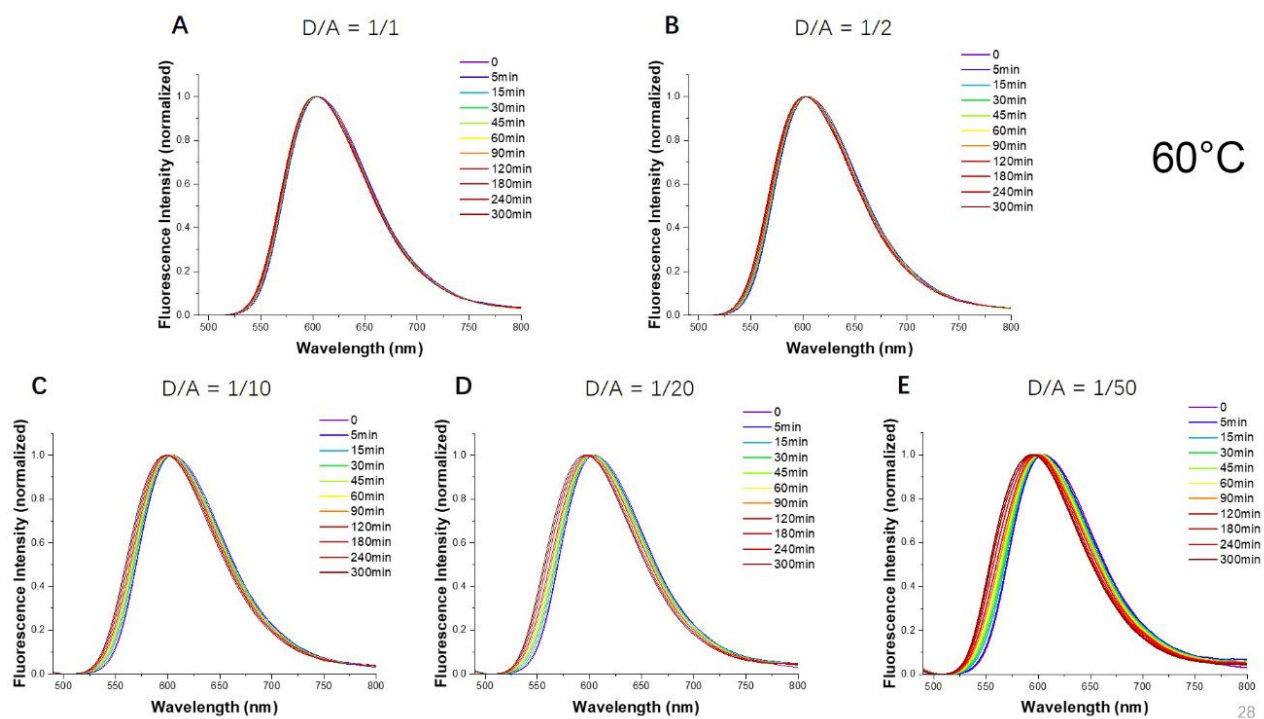 A
D/A = 1/1
0
5min
15min
30min
45min
60min
90min
120min
180min
240min
300min
Fluorescence Intensity (normalized)
1.0
0.8
0.6
0.4
0.2
0.0
500 550 600 650 700 750 800
Wavelength (nm)
B
D/A = 1/2
0
5min
15min
30min
45min
60min
90min
120min
180min
240min
300min
Fluorescence Intensity (normalized)
1.0
0.8
0.6
0.4
0.2
0.0
500 550 600 650 700 750 800
Wavelength (nm)
60°C
C
D/A = 1/10
0
5min
15min
30min
45min
60min
90min
120min
180min
240min
300min
Fluorescence Intensity (normalized)
1.0
0.8
0.6
0.4
0.2
0.0
500 550 600 650 700 750 800
Wavelength (nm)
D
D/A = 1/20
0
5min
15min
30min
45min
60min
90min
120min
180min
240min
300min
Fluorescence Intensity (normalized)
1.0
0.8
0.6
0.4
0.2
0.0
500 550 600 650 700 750 800
Wavelength (nm)
E
D/A = 1/50
0
5min
15min
30min
45min
60min
90min
120min
180min
240min
300min
Fluorescence Intensity (normalized)
1.0
0.8
0.6
0.4
0.2
0.0
500 550 600 650 700 750 800
Wavelength (nm)
28